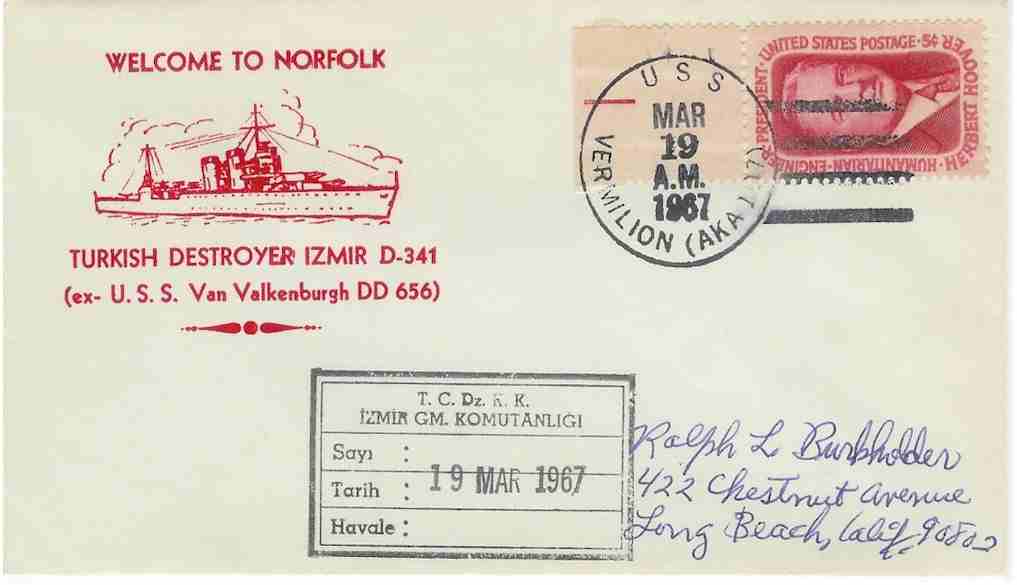 WELCOME TO NORFOLK
TURKISH DESTROYER IZMIR D-341
(ex- U. S. S. Van Valkenburgh DD 656)
USS
MAR
19
A.M.
1967
VERMILION (AKA 107)
PRESIDENT · UNITED STATES POSTAGE · 5¢
HERBERT HOOVER
HUMANITARIAN · ENGINEER
T. C. Dz. K. K.
İZMİR GM. KOMUTANLIĞI
Sayı :
Tarih : 19 MAR 1967
Havale :
Ralph L Burkholder
422 Chestnut Avenue
Long Beach, Calif. 90802